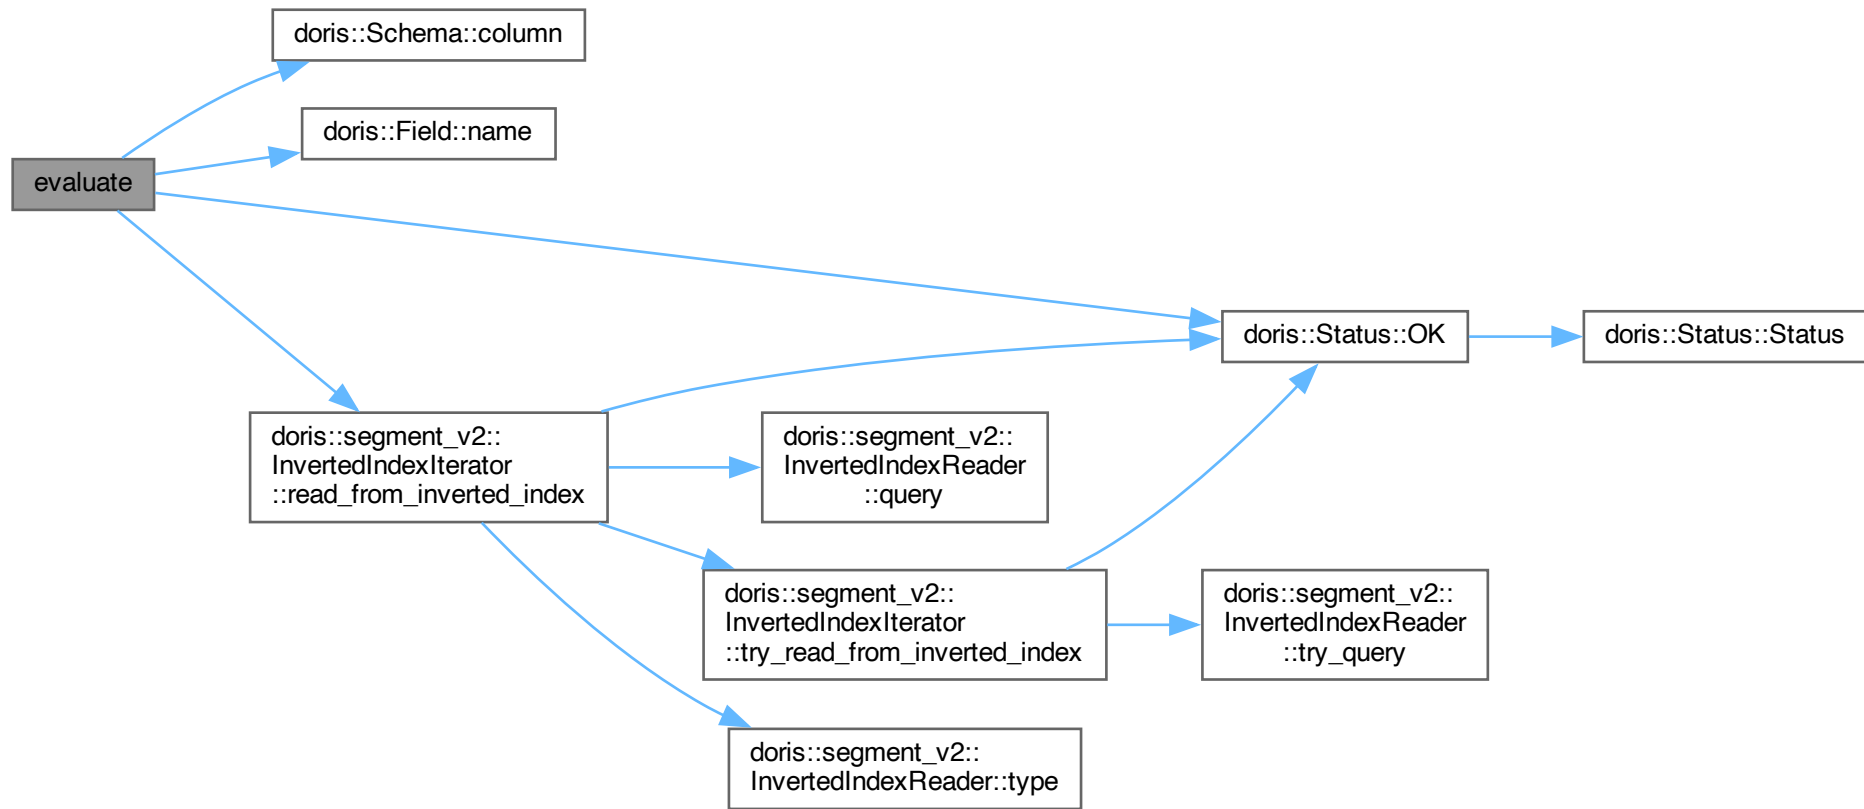 doris::Schema::column
doris::Field::name
evaluate
doris::Status::OK
doris::Status::Status
doris::segment_v2::
InvertedIndexIterator
::read_from_inverted_index
doris::segment_v2::
InvertedIndexReader
::query
doris::segment_v2::
InvertedIndexIterator
::try_read_from_inverted_index
doris::segment_v2::
InvertedIndexReader
::try_query
doris::segment_v2::
InvertedIndexReader::type